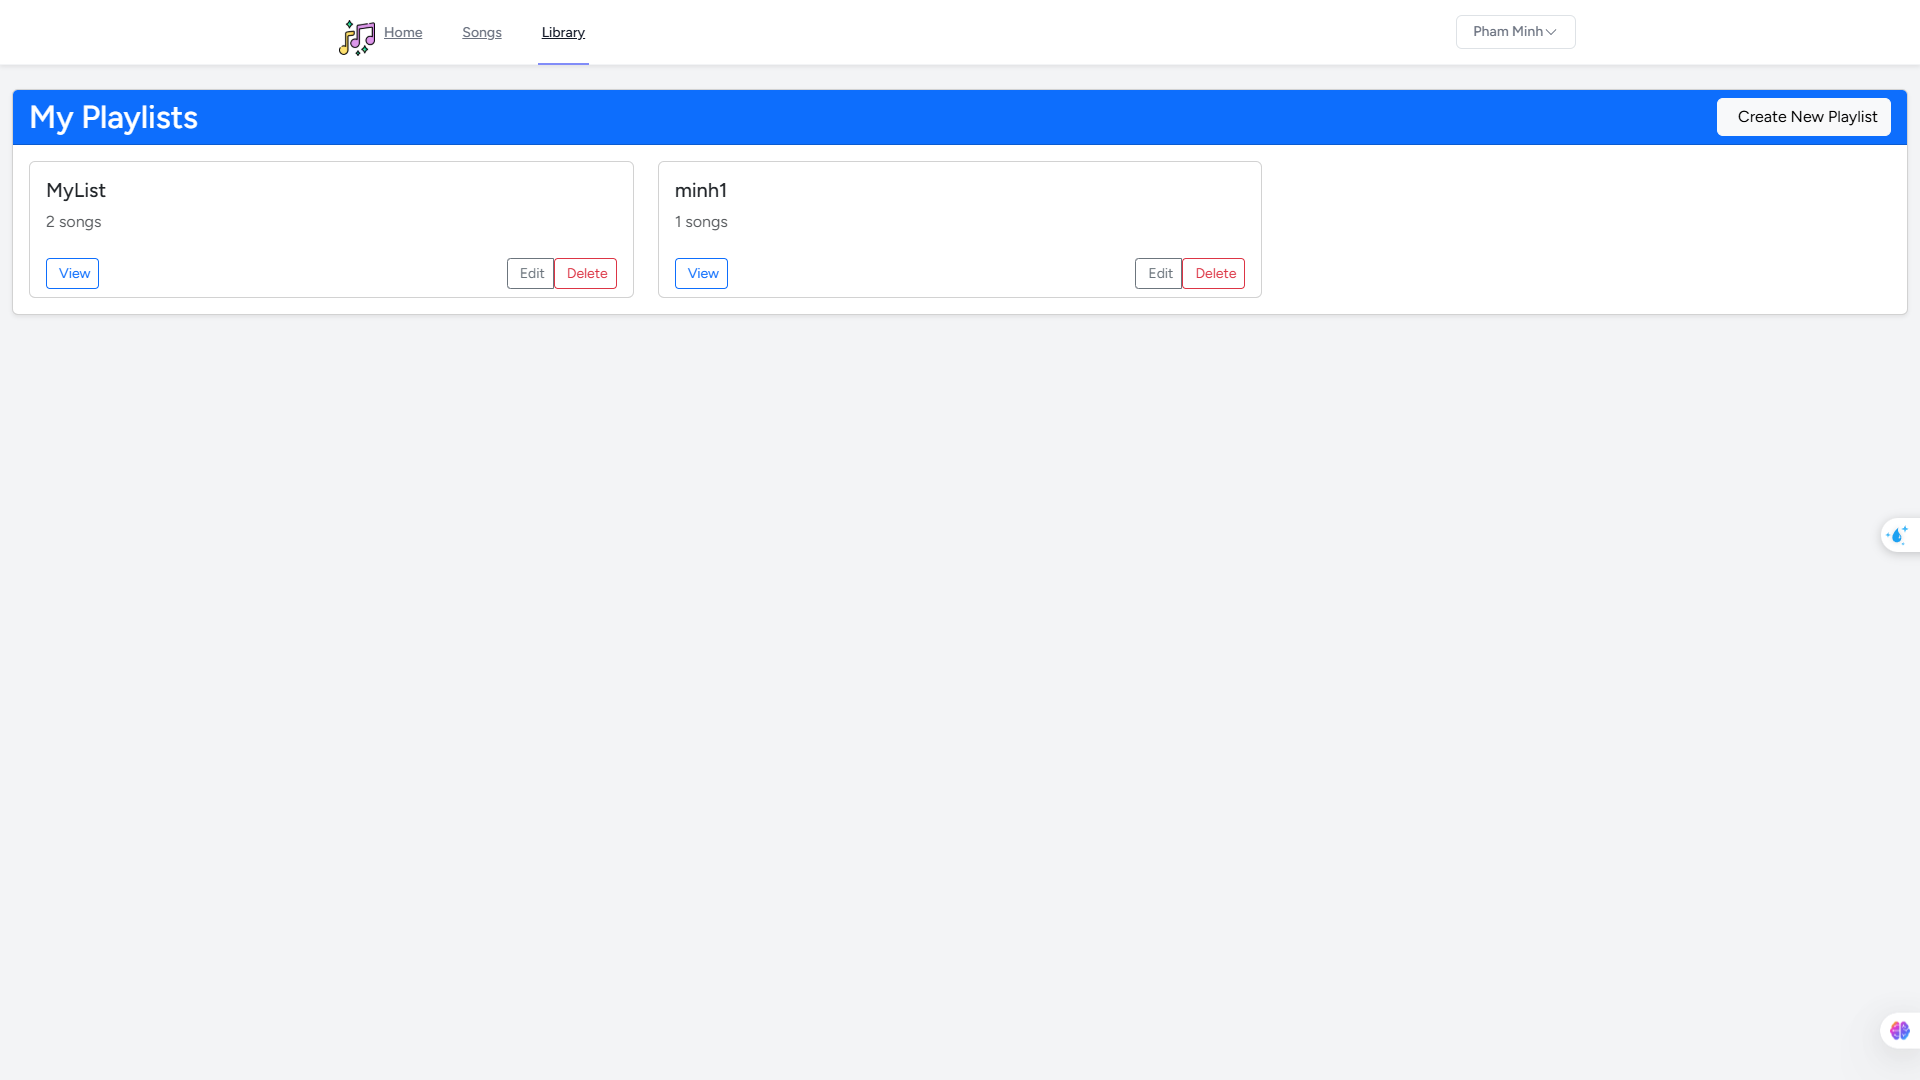 Home Songs Library Pham Minh
My Playlists Create New Playlist
MyList minh1
2 songs 1 songs
View Edit Delete View Edit Delete